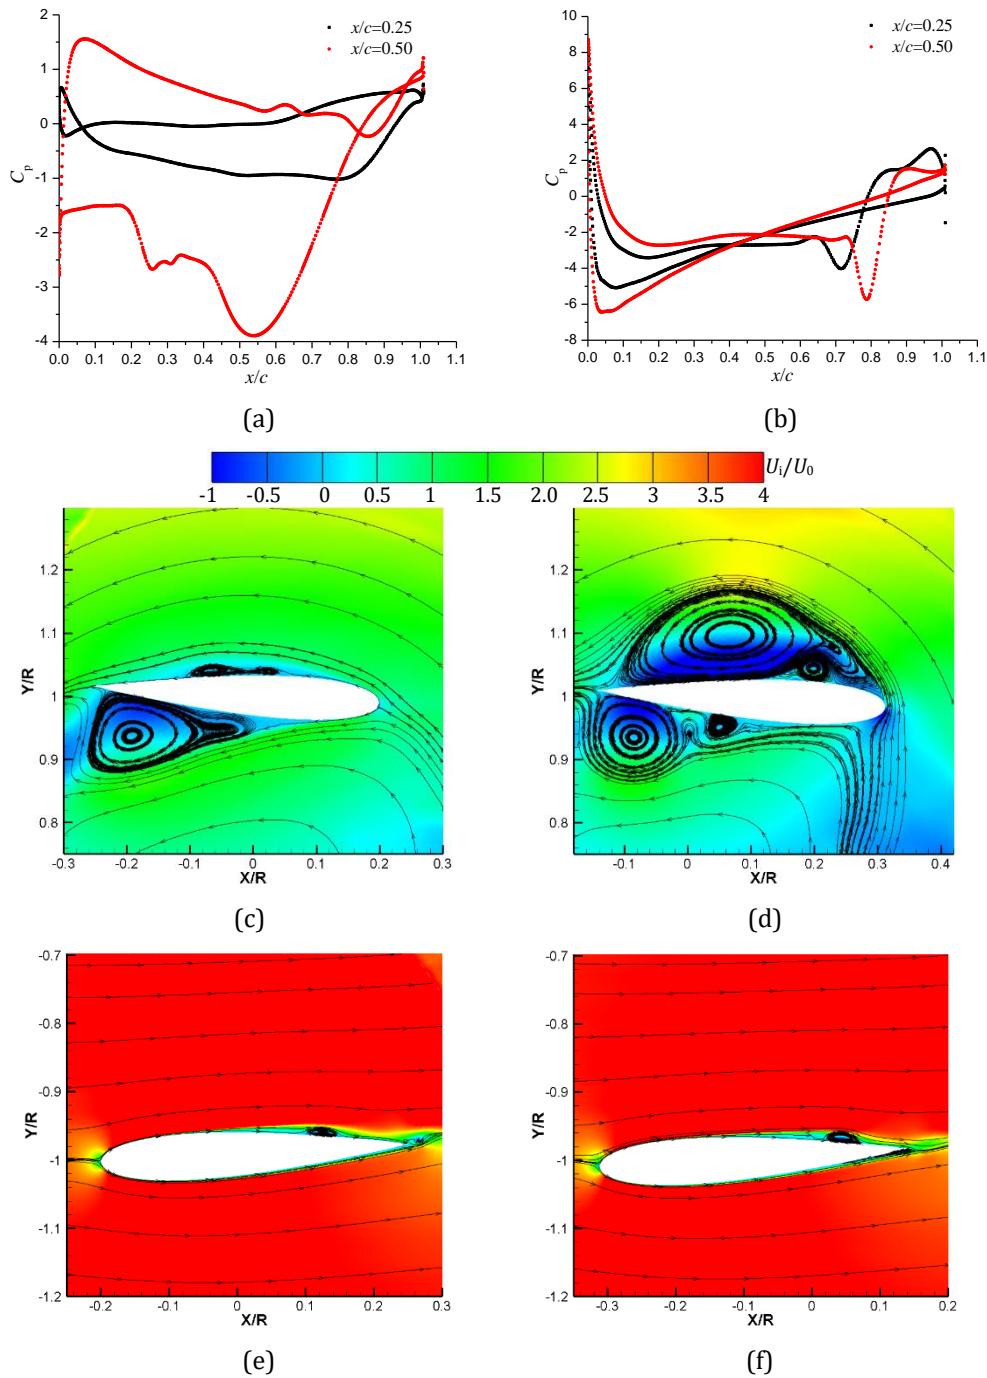 x/c=0.25
x/c=0.50
2
1
0
-1
-2
-3
-4
C_p
0.0 0.1 0.2 0.3 0.4 0.5 0.6 0.7 0.8 0.9 1.0 1.1
x/c
(a)
x/c=0.25
x/c=0.50
10
8
6
4
2
0
-2
-4
-6
-8
C_p
0.0 0.1 0.2 0.3 0.4 0.5 0.6 0.7 0.8 0.9 1.0 1.1
x/c
(b)
U_i/U_0
-1 -0.5 0 0.5 1 1.5 2.0 2.5 3 3.5 4
1.2
1.1
1
0.9
0.8
Y/R
-0.3 -0.2 -0.1 0 0.1 0.2 0.3
X/R
(c)
1.2
1.1
1
0.9
0.8
Y/R
-0.1 0 0.1 0.2 0.3 0.4
X/R
(d)
-0.7
-0.8
-0.9
-1
-1.1
-1.2
Y/R
-0.2 -0.1 0 0.1 0.2 0.3
X/R
(e)
-0.7
-0.8
-0.9
-1
-1.1
-1.2
Y/R
-0.3 -0.2 -0.1 0 0.1 0.2
X/R
(f)